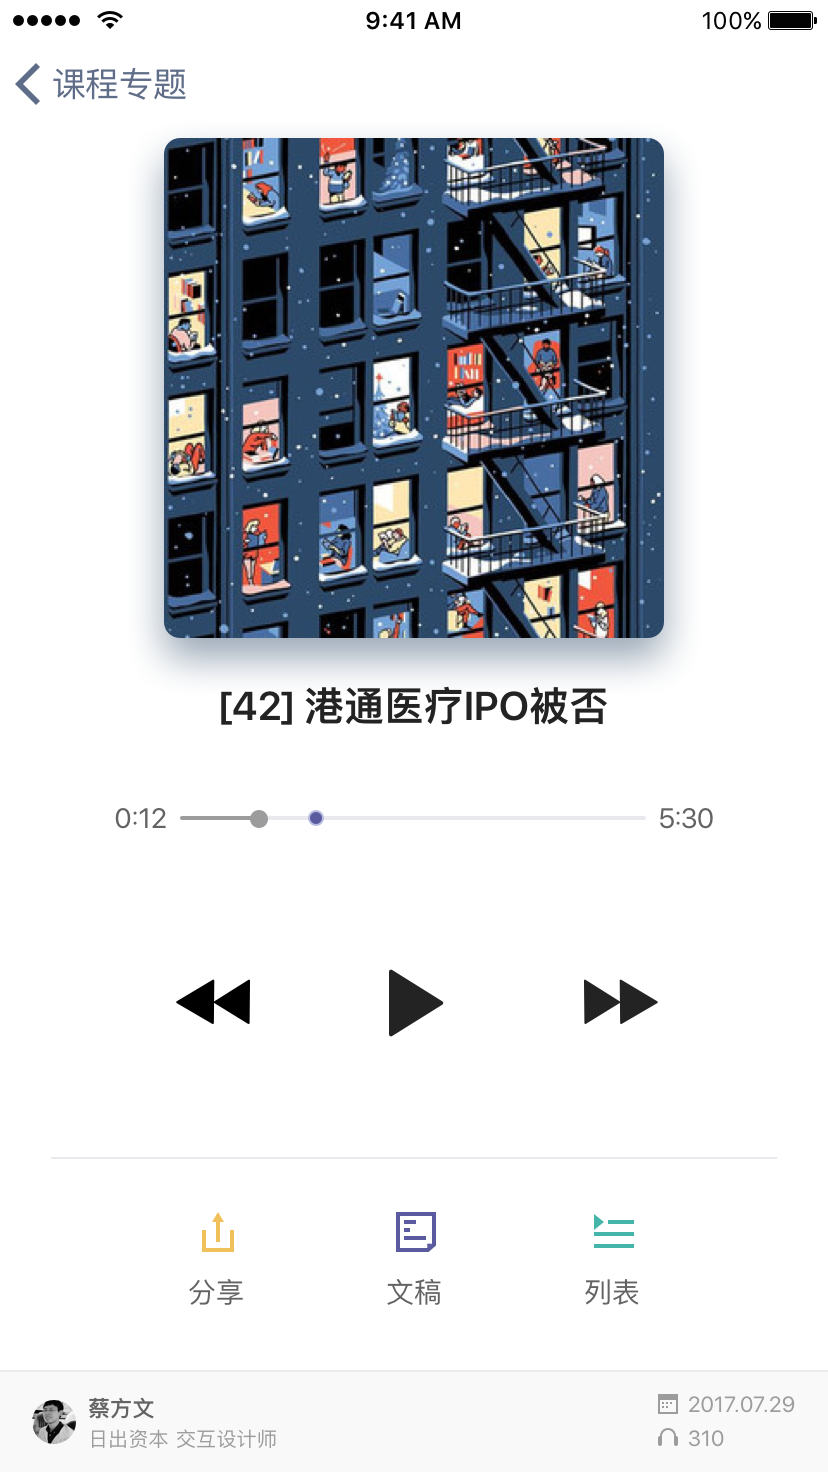 9:41 AM 100%
课程专题
[42] 港通医疗IPO被否
0:12 5:30
分享 文稿 列表
蔡方文 2017.07.29
日出资本 交互设计师 310